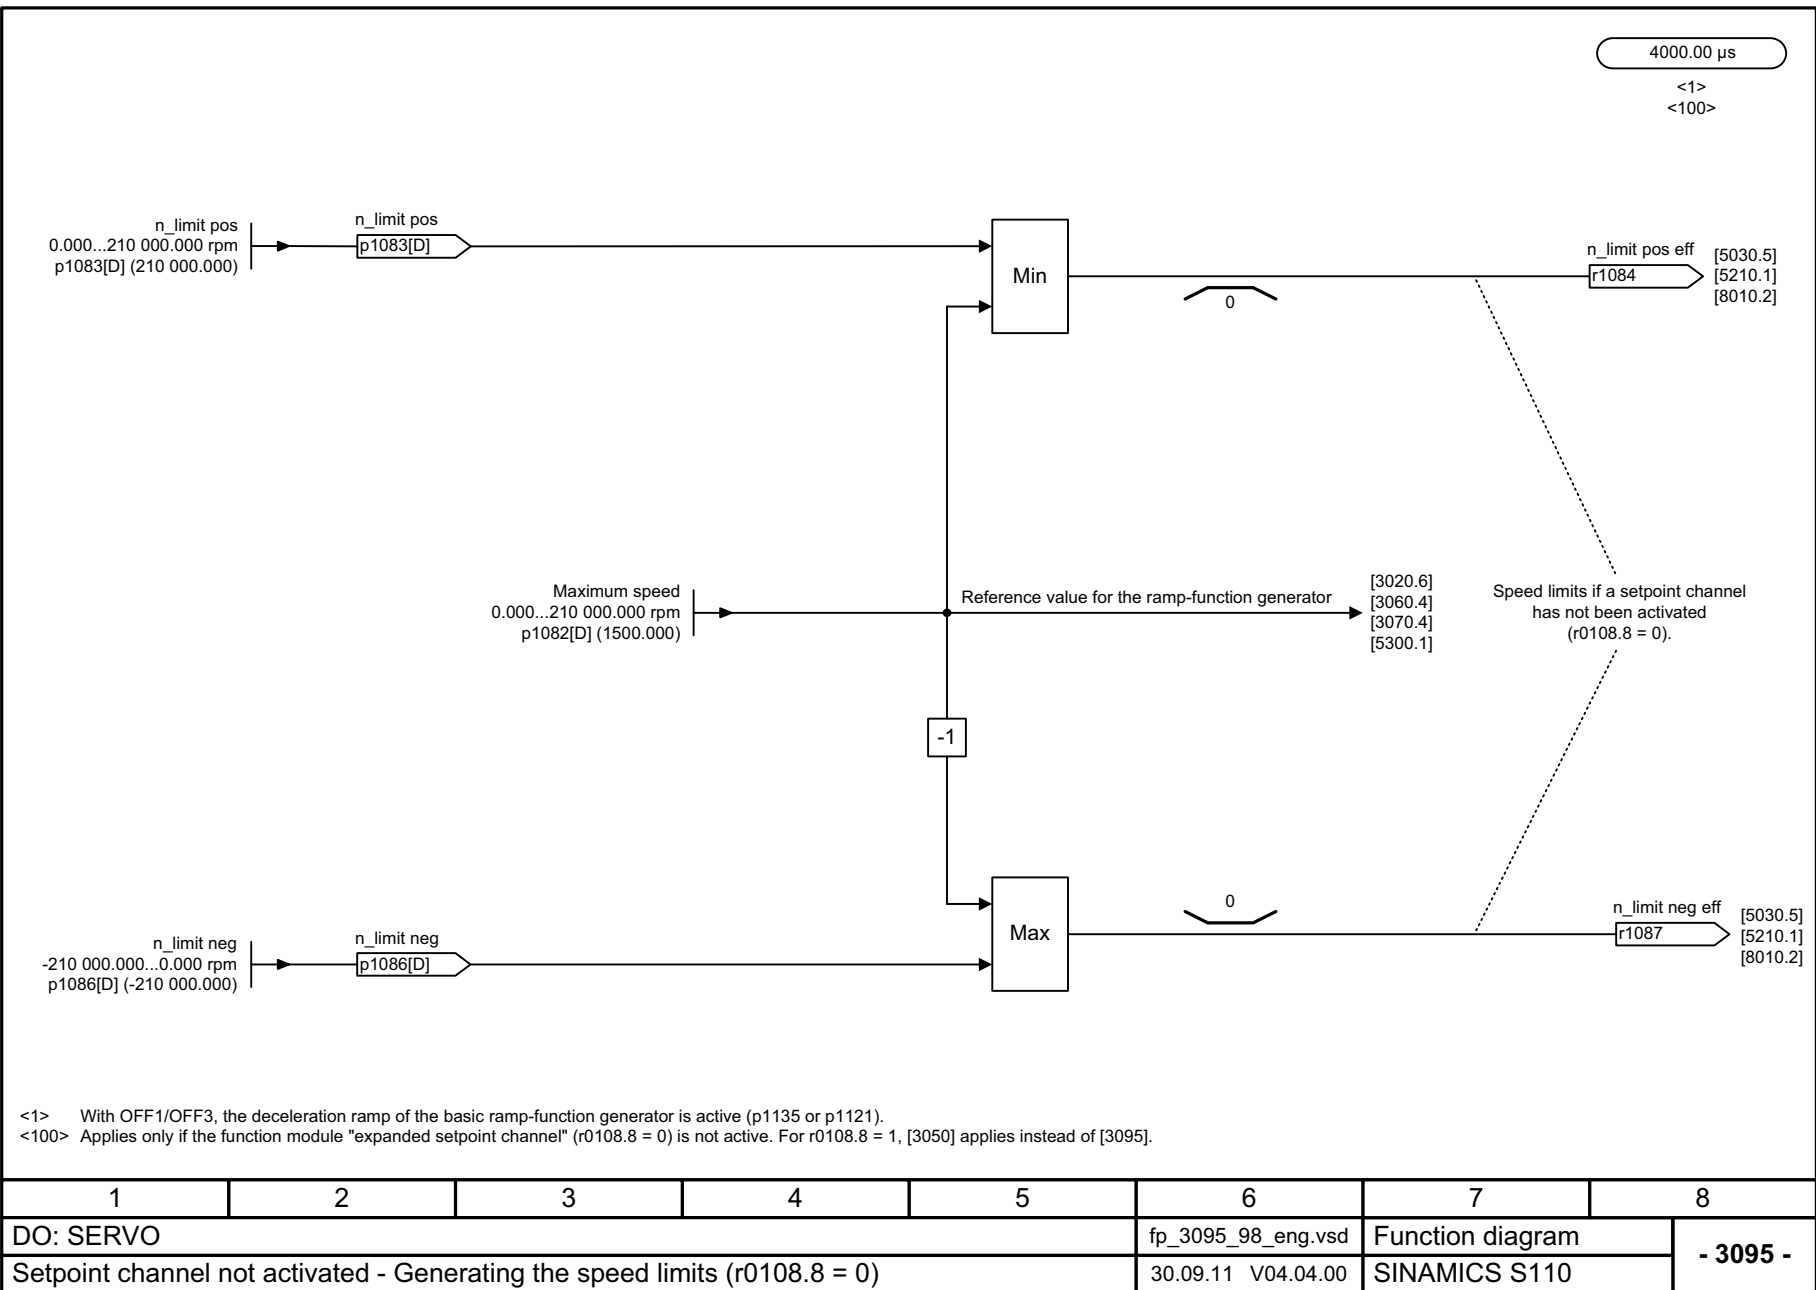 4000.00 µs
<1>
<100>
n_limit pos
0.000...210 000.000 rpm
p1083[D] (210 000.000)
n_limit pos
p1083[D]
Min
0
n_limit pos eff
r1084
[5030.5]
[5210.1]
[8010.2]
Maximum speed
0.000...210 000.000 rpm
p1082[D] (1500.000)
Reference value for the ramp-function generator
[3020.6]
[3060.4]
[3070.4]
[5300.1]
Speed limits if a setpoint channel
has not been activated
(r0108.8 = 0).
-1
n_limit neg
-210 000.000...0.000 rpm
p1086[D] (-210 000.000)
n_limit neg
p1086[D]
Max
0
n_limit neg eff
r1087
[5030.5]
[5210.1]
[8010.2]
<1> With OFF1/OFF3, the deceleration ramp of the basic ramp-function generator is active (p1135 or p1121).
<100> Applies only if the function module "expanded setpoint channel" (r0108.8 = 0) is not active. For r0108.8 = 1, [3050] applies instead of [3095].
1 2 3 4 5 6 7 8
DO: SERVO
fp_3095_98_eng.vsd
Function diagram
- 3095 -
Setpoint channel not activated - Generating the speed limits (r0108.8 = 0)
30.09.11 V04.04.00
SINAMICS S110